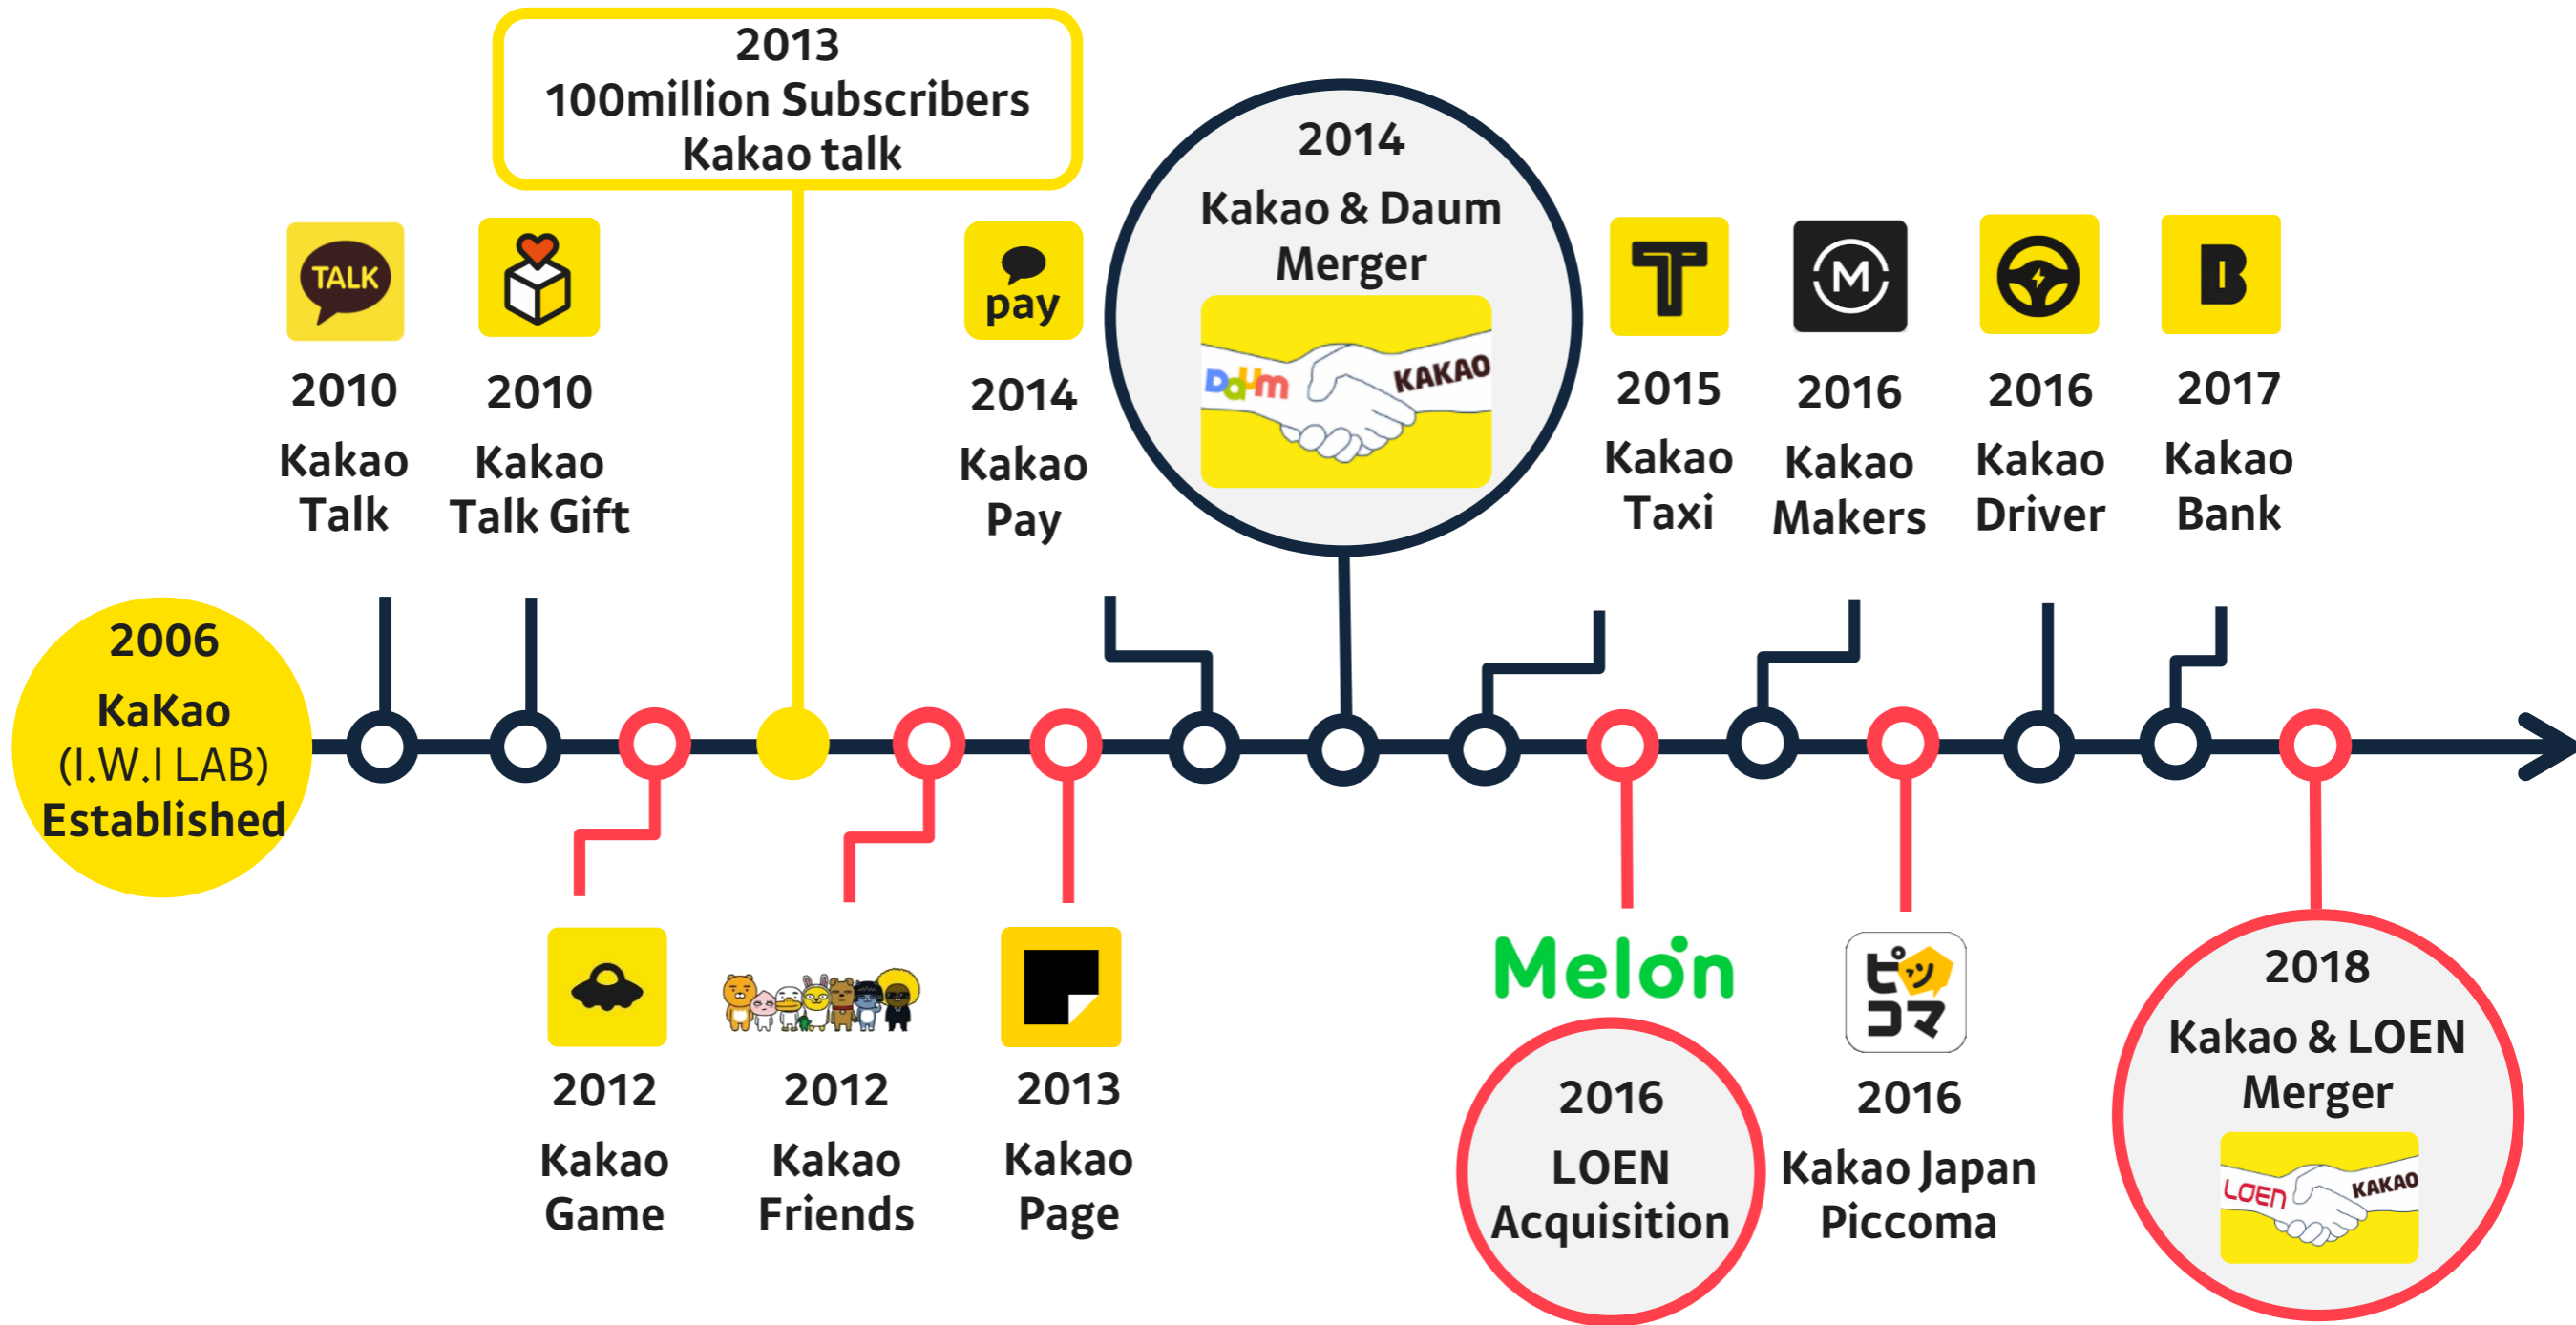 2013
100million Subscribers
Kakao talk
TALK
2010
Kakao
Talk
2010
Kakao
Talk Gift
pay
2014
Kakao
Pay
2014
Kakao & Daum
Merger
Daum
KAKAO
T
2015
Kakao
Taxi
M
2016
Kakao
Makers
2016
Kakao
Driver
B
2017
Kakao
Bank
2006
KaKao
(I.W.I LAB)
Established
2012
Kakao
Game
2012
Kakao
Friends
2013
Kakao
Page
Melon
2016
LOEN
Acquisition
ピッ
コマ
2016
Kakao Japan
Piccoma
2018
Kakao & LOEN
Merger
LOEN
KAKAO